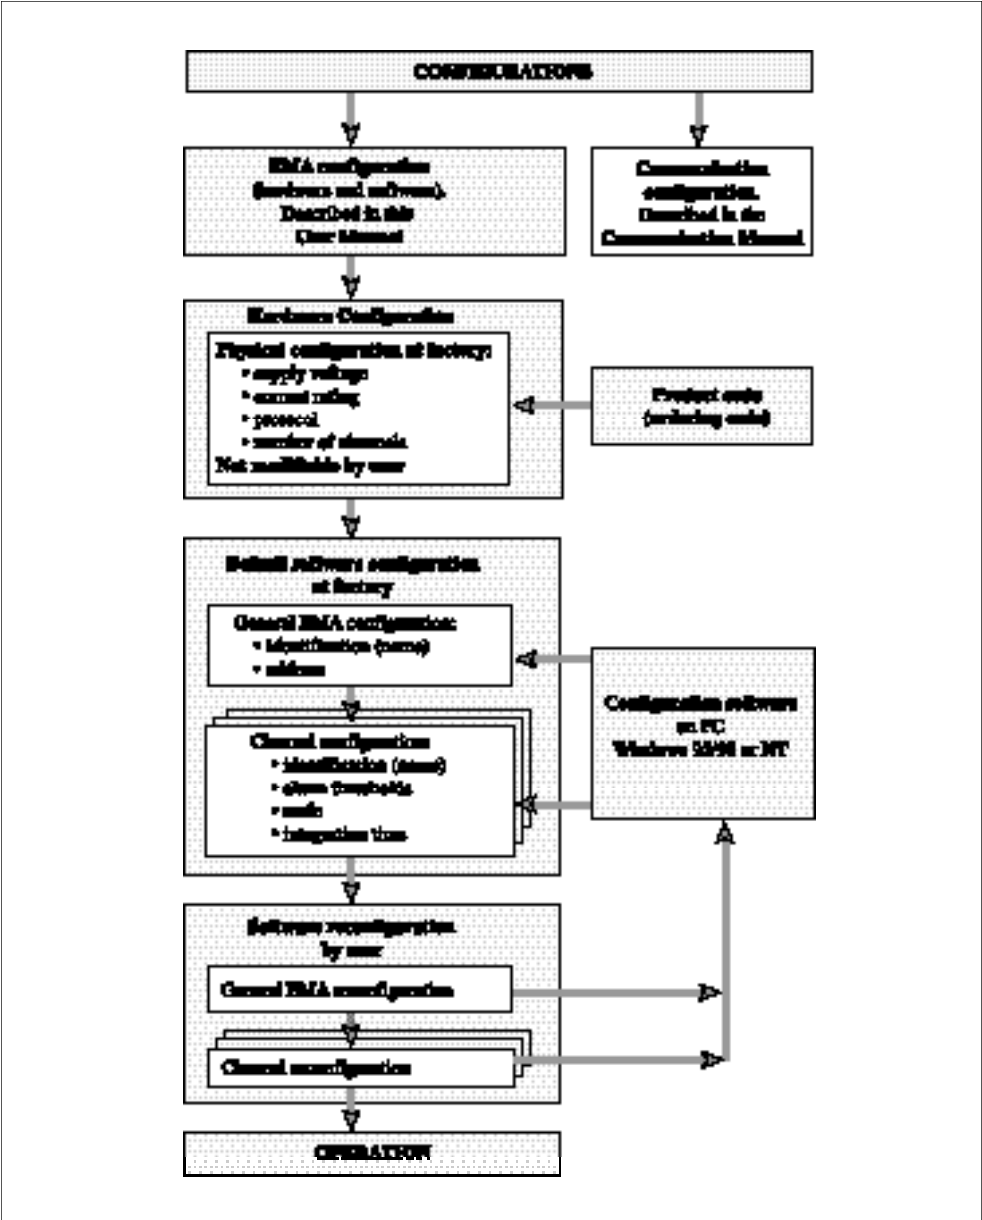 CONFIGURATIONS
EMA configuration
(hardware and software).
Described in this
User Manual
Communication
configuration.
Described in the
Communication Manual
Hardware Configuration
Physical configuration at factory:
• supply voltage
• current rating
• protocol
• number of channels
Not modifiable by user
Product code
(ordering code)
Default software configuration
at factory
General EMA configuration:
• identification (name)
• address
Channel configuration:
• identification (name)
• alarm thresholds
• scale
• integration time
Configuration software
on PC
Windows 95/98 or NT
Software reconfiguration
by user
General EMA reconfiguration
Channel reconfiguration
OPERATION